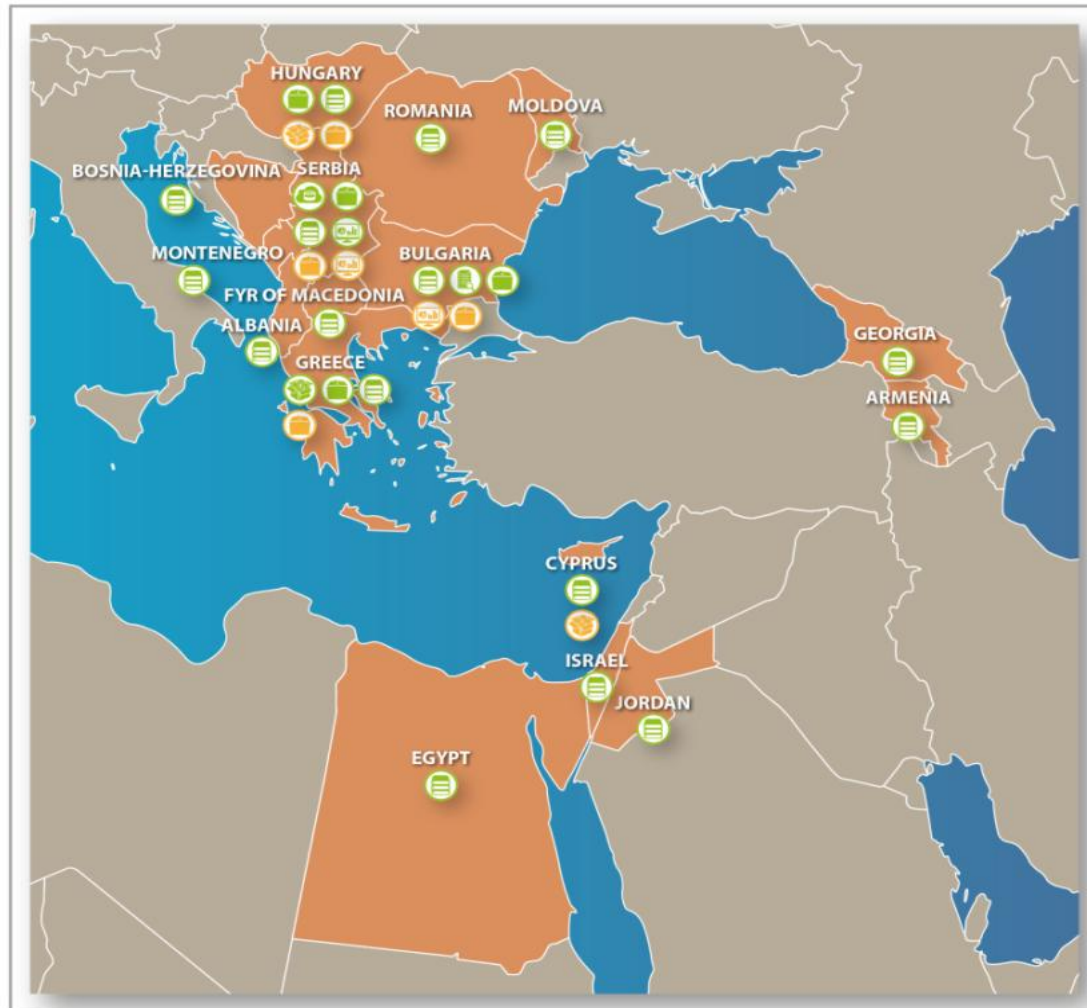 HUNGARY
ROMANIA
MOLDOVA
BOSNIA-HERZEGOVINA
SERBIA
MONTENEGRO
BULGARIA
FYR OF MACEDONIA
ALBANIA
GREECE
GEORGIA
ARMENIA
CYPRUS
ISRAEL
JORDAN
EGYPT